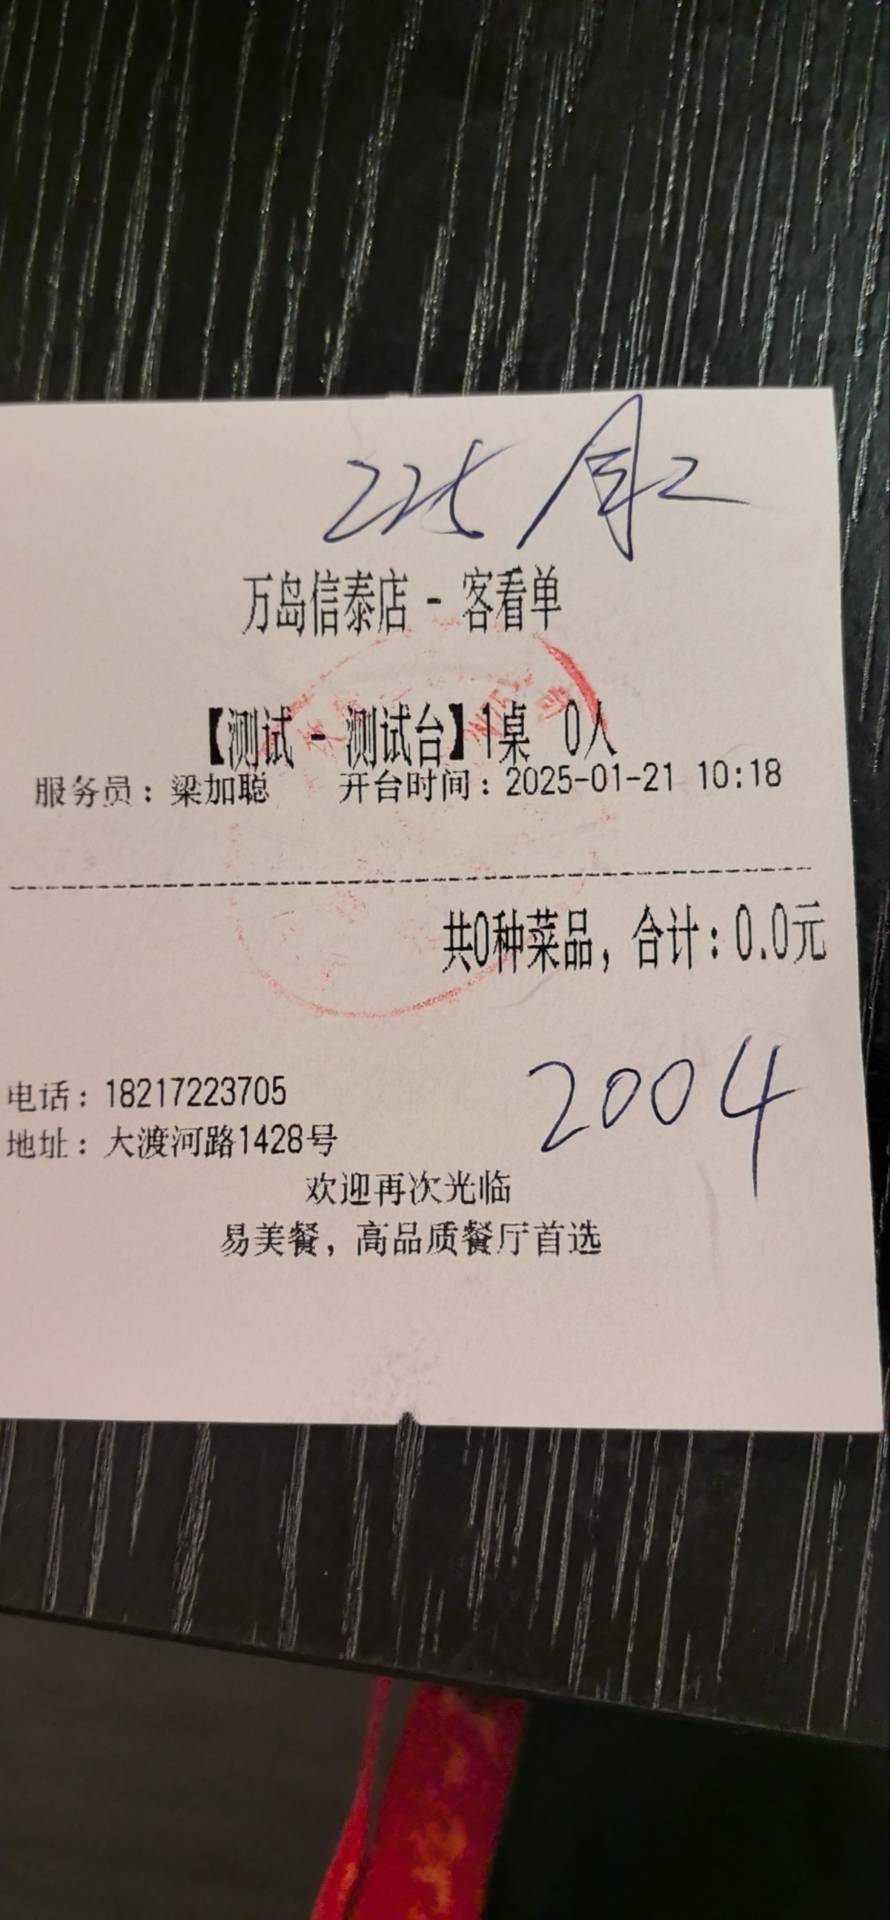 225
万岛信泰店 - 客看单
【测试 - 测试台】1桌 0人
服务员：梁加聪 开台时间：2025-01-21 10:18
共0种菜品，合计：0.0元
2004
电话：18217223705
地址：大渡河路1428号
欢迎再次光临
易美餐，高品质餐厅首选